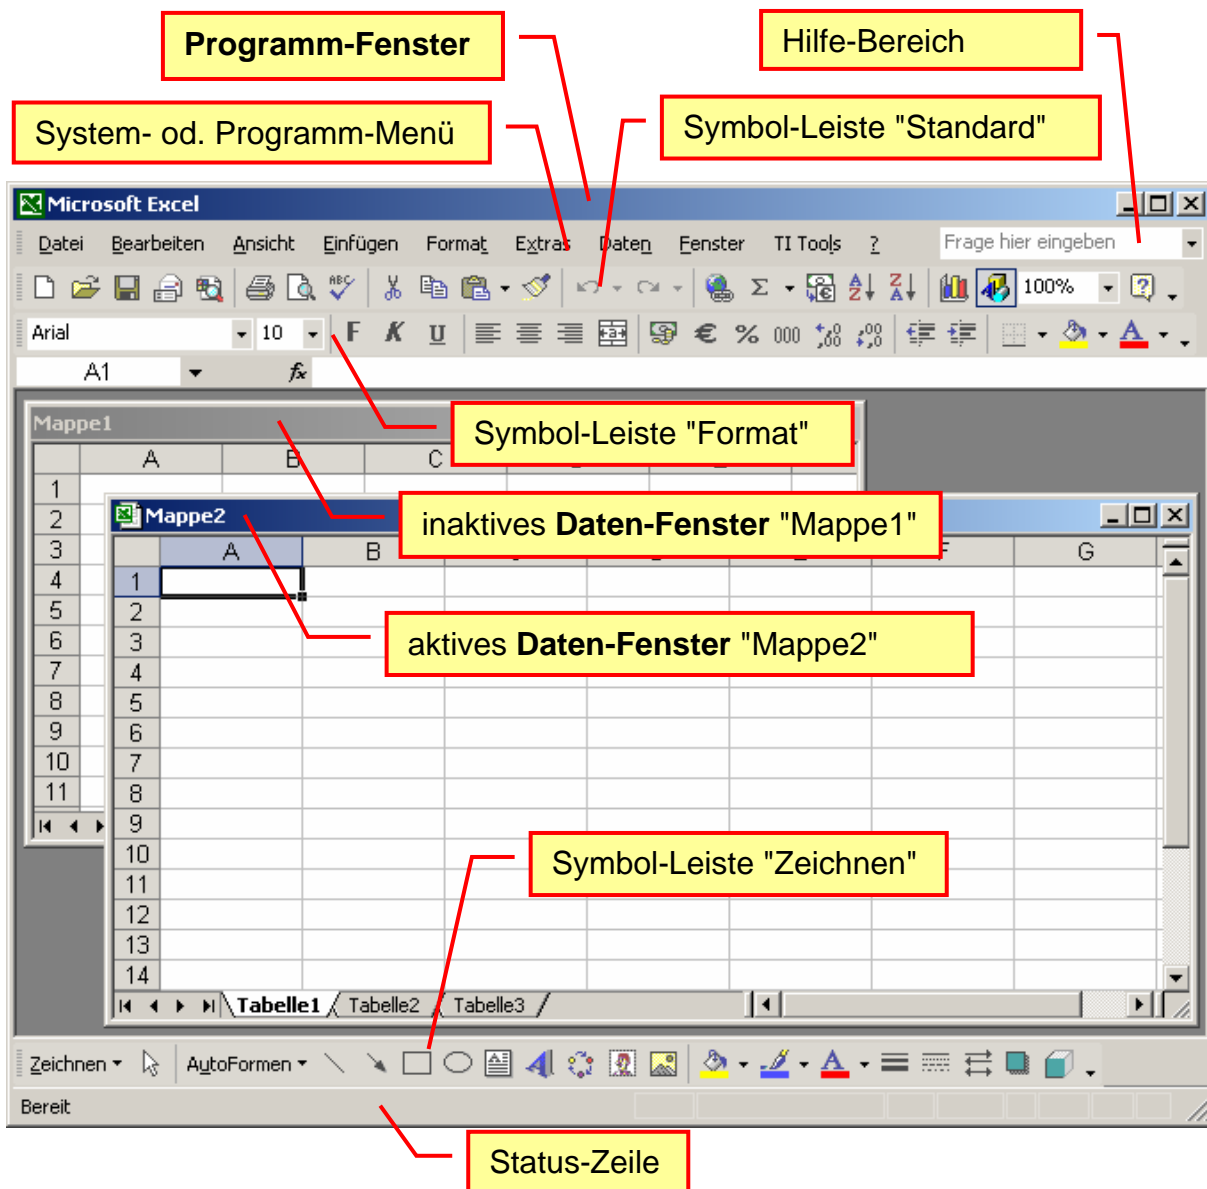 Programm-Fenster
Hilfe-Bereich
System- od. Programm-Menü
Symbol-Leiste "Standard"
Microsoft Excel
Datei Bearbeiten Ansicht Einfügen Format Extras Daten Fenster TI Tools ? Frage hier eingeben
ABC Σ € A Z Z A 100% ?
Arial 10 F K U a € % 000 A
A1 fx
Mappe1
Symbol-Leiste "Format"
A B C
1
2
3
4
5
6
7
8
9
10
11
inaktives Daten-Fenster "Mappe1"
Mappe2
A B F G
1
2
aktives Daten-Fenster "Mappe2"
3
4
5
6
7
8
9
10
11
12
13
14
Symbol-Leiste "Zeichnen"
Tabelle1 Tabelle2 Tabelle3
Zeichnen AutoFormen A A A
Bereit
Status-Zeile